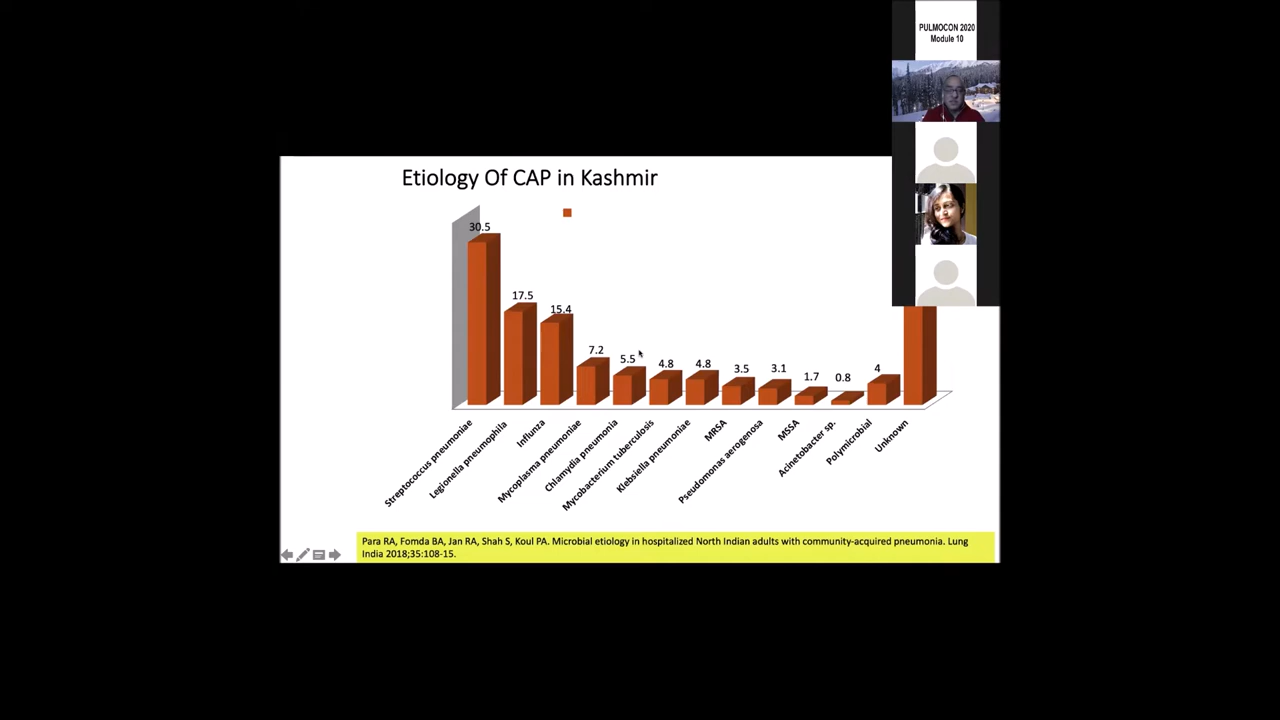 PULMOCON 2020
Module 10
Etiology Of CAP in Kashmir
30.5
17.5
15.4
7.2
5.5
4.8
4.8
3.5
3.1
1.7
0.8
4
Streptococcus pneumoniae
Legionella pneumophila
Influnza
Mycoplasma pneumoniae
Chlamydia pneumonia
Mycobacterium tuberculosis
Klebsiella pneumoniae
MRSA
Pseudomonas aerogenosa
MSSA
Acinetobacter sp.
Polymicrobial
Unknown
Para RA, Fomda BA, Jan RA, Shah S, Koul PA. Microbial etiology in hospitalized North Indian adults with community-acquired pneumonia. Lung
India 2018;35:108-15.